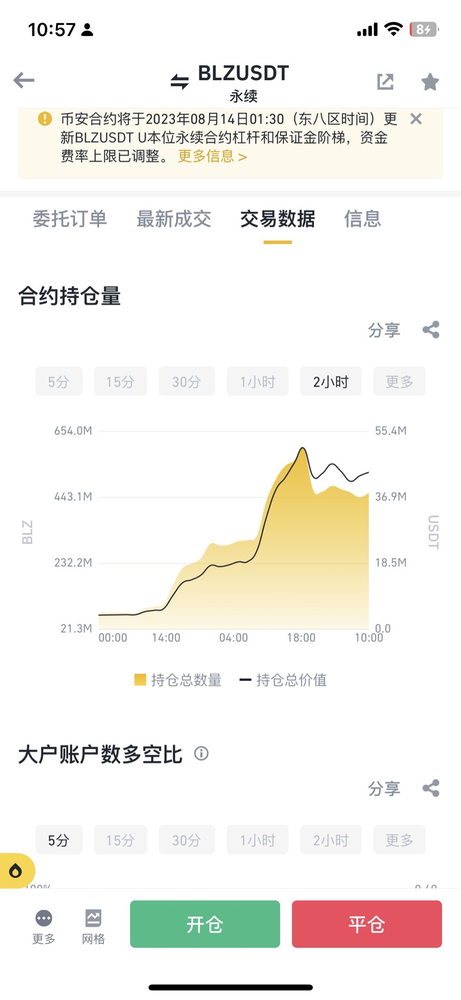 10:57
8
BLZUSDT
永续
币安合约将于2023年08月14日01:30（东八区时间）更
新BLZUSDT U本位永续合约杠杆和保证金阶梯，资金
费率上限已调整。 更多信息 >
委托订单 最新成交 交易数据 信息
合约持仓量
分享
5分 15分 30分 1小时 2小时 更多
654.0M 55.4M
443.1M 36.9M
BLZ USDT
232.2M 18.5M
21.3M 0.0
00:00 14:00 04:00 18:00 10:00
持仓总数量 持仓总价值
大户账户数多空比
分享
5分 15分 30分 1小时 2小时 更多
更多 网格 开仓 平仓